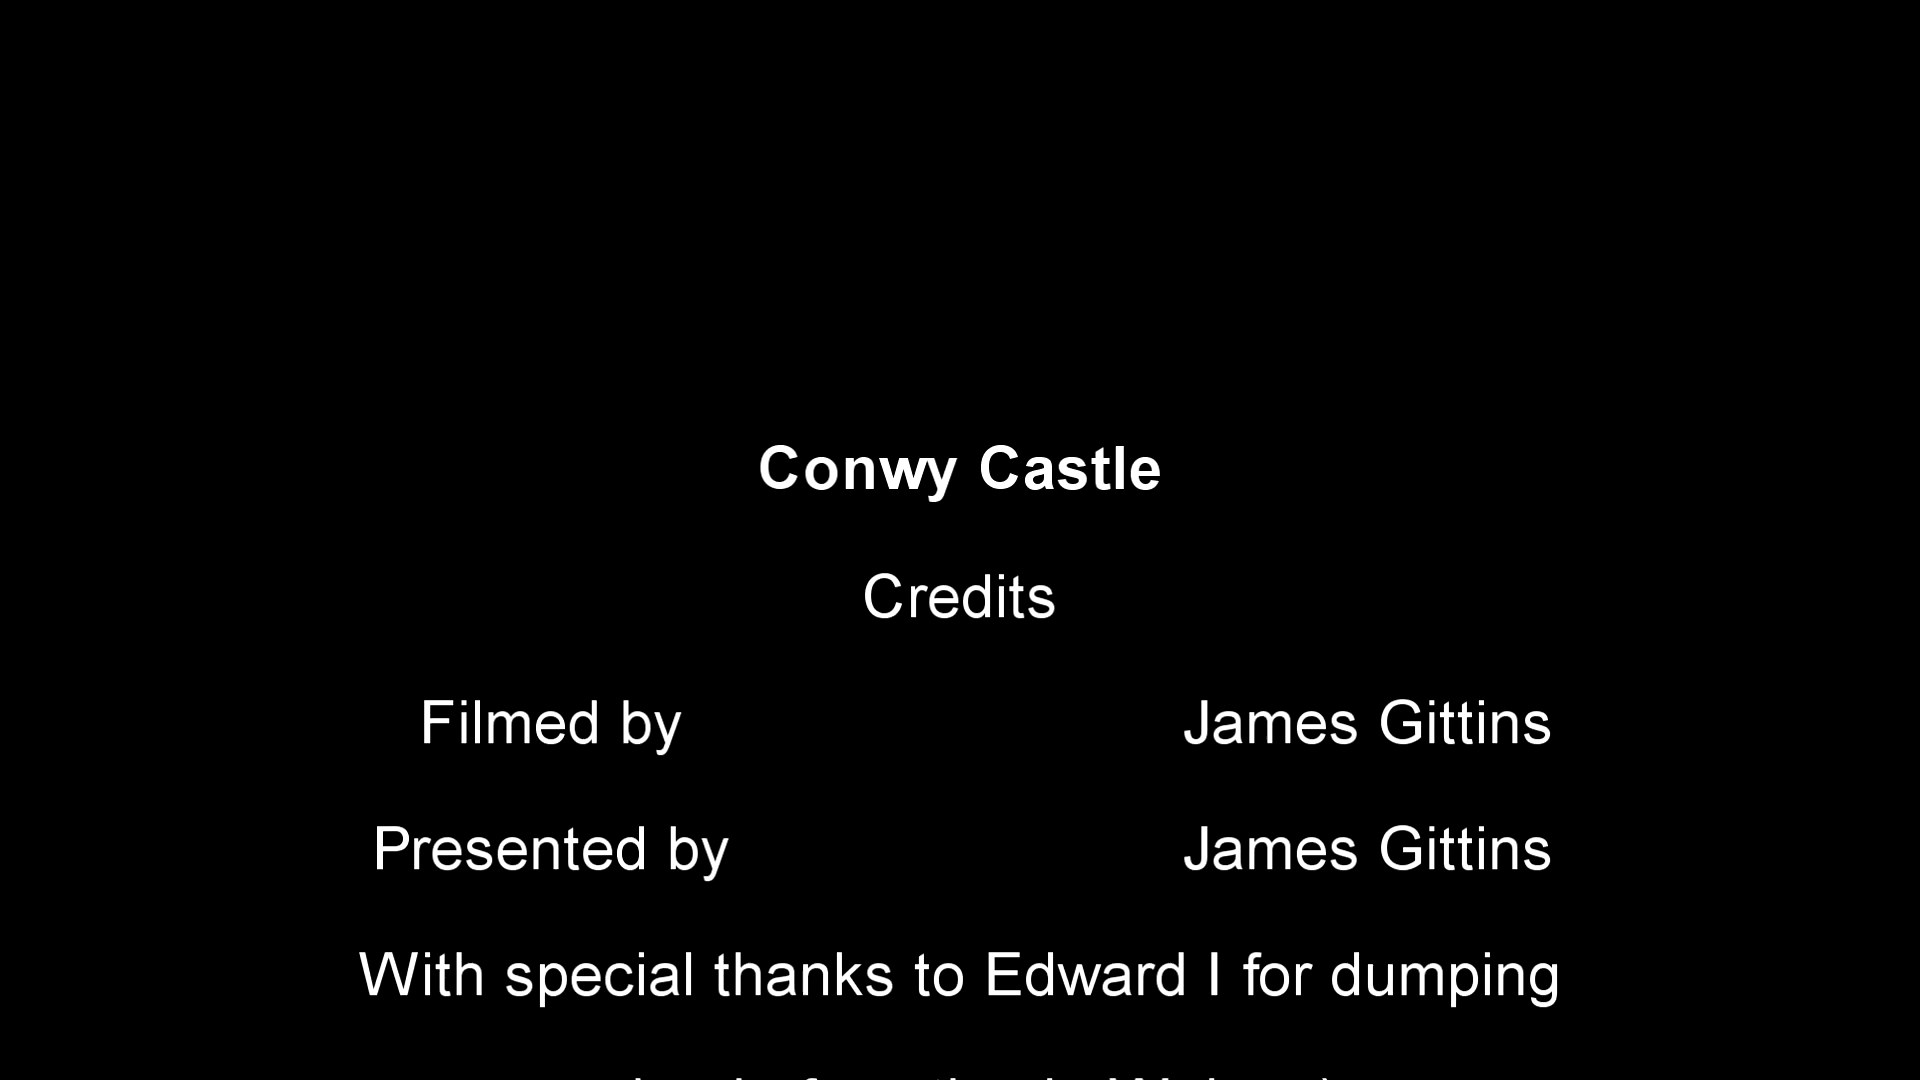 Conwy Castle
Credits
Filmed by James Gittins
Presented by James Gittins
With special thanks to Edward I for dumping